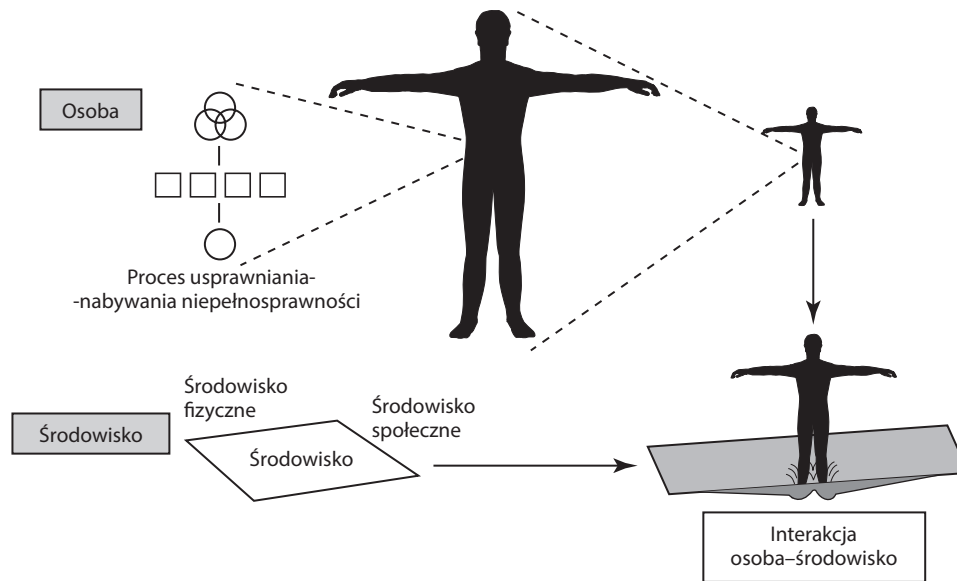 Osoba
Proces usprawniania-
-nabywania niepełnosprawności
Środowisko
fizyczne
Środowisko
społeczne
Środowisko
Środowisko
Interakcja
osoba–środowisko